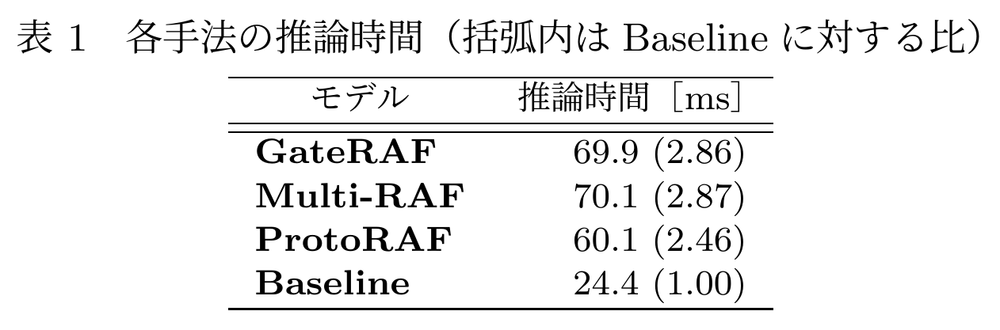 表 1　各手法の推論時間（括弧内は Baseline に対する比）
モデル　推論時間［ms］
GateRAF　69.9 (2.86)
Multi-RAF　70.1 (2.87)
ProtoRAF　60.1 (2.46)
Baseline　24.4 (1.00)